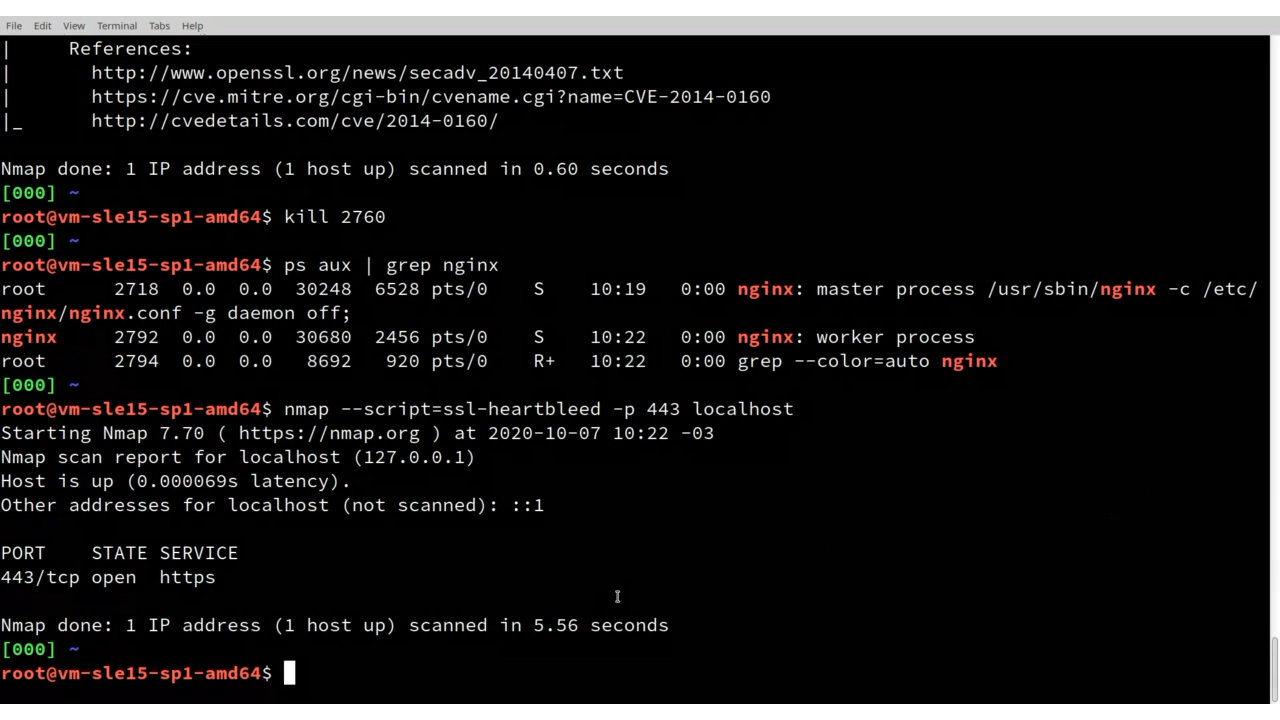 File Edit View Terminal Tabs Help
|     References:
|       http://www.openssl.org/news/secadv_20140407.txt
|       https://cve.mitre.org/cgi-bin/cvename.cgi?name=CVE-2014-0160
|_      http://cvedetails.com/cve/2014-0160/
Nmap done: 1 IP address (1 host up) scanned in 0.60 seconds
[000] ~
root@vm-sle15-sp1-amd64$ kill 2760
[000] ~
root@vm-sle15-sp1-amd64$ ps aux | grep nginx
root      2718  0.0  0.0  30248  6528 pts/0    S    10:19   0:00 nginx: master process /usr/sbin/nginx -c /etc/
nginx/nginx.conf -g daemon off;
nginx     2792  0.0  0.0  30680  2456 pts/0    S    10:22   0:00 nginx: worker process
root      2794  0.0  0.0   8692   920 pts/0    R+   10:22   0:00 grep --color=auto nginx
[000] ~
root@vm-sle15-sp1-amd64$ nmap --script=ssl-heartbleed -p 443 localhost
Starting Nmap 7.70 ( https://nmap.org ) at 2020-10-07 10:22 -03
Nmap scan report for localhost (127.0.0.1)
Host is up (0.000069s latency).
Other addresses for localhost (not scanned): ::1
PORT    STATE SERVICE
443/tcp open  https
Nmap done: 1 IP address (1 host up) scanned in 5.56 seconds
[000] ~
root@vm-sle15-sp1-amd64$